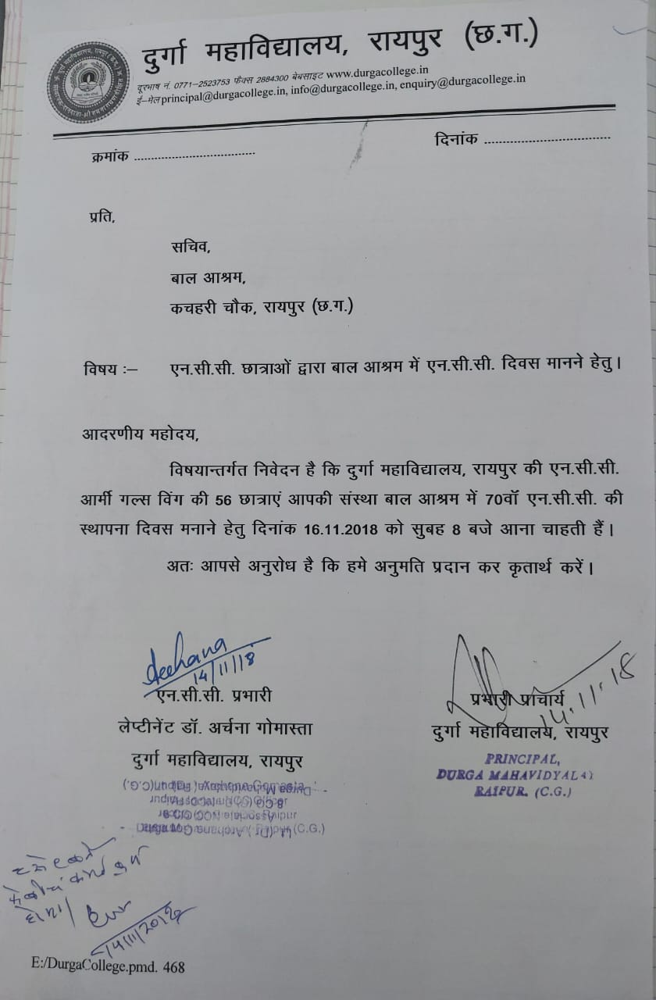 दुर्गा महाविद्यालय, रायपुर (छ.ग.)
दूरभाष नं. 0771-2523753 फैक्स 2884300 बेबसाइट www.durgacollege.in
ई-मेल principal@durgacollege.in, info@durgacollege.in, enquiry@durgacollege.in
क्रमांक ................................
दिनांक ................................
प्रति,
सचिव,
बाल आश्रम,
कचहरी चौक, रायपुर (छ.ग.)
विषय :– एन.सी.सी. छात्राओं द्वारा बाल आश्रम में एन.सी.सी. दिवस मानने हेतु।
आदरणीय महोदय,
विषयान्तर्गत निवेदन है कि दुर्गा महाविद्यालय, रायपुर की एन.सी.सी.
आर्मी गल्स विंग की 56 छात्राएं आपकी संस्था बाल आश्रम में 70वॉ एन.सी.सी. की
स्थापना दिवस मनाने हेतु दिनांक 16.11.2018 को सुबह 8 बजे आना चाहती हैं।
अतः आपसे अनुरोध है कि हमे अनुमति प्रदान कर कृतार्थ करें।
14/11/18
एन.सी.सी. प्रभारी
लेप्टीनेंट डॉ. अर्चना गोमास्ता
दुर्गा महाविद्यालय, रायपुर
प्रभारी प्राचार्य
14.11.18
दुर्गा महाविद्यालय, रायपुर
PRINCIPAL,
DURGA MAHAVIDYALAY
RAIPUR. (C.G.)
14/11/2018
E:/DurgaCollege.pmd. 468